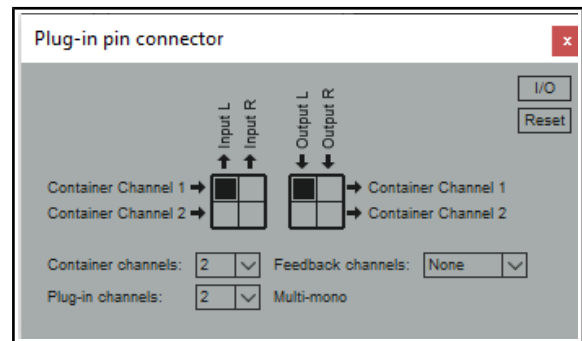 Plug-in pin connector
x
I/O
Reset
Input L
Input R
Output L
Output R
Container Channel 1
Container Channel 1
Container Channel 2
Container Channel 2
Container channels: 2 Feedback channels: None
Plug-in channels: 2 Multi-mono